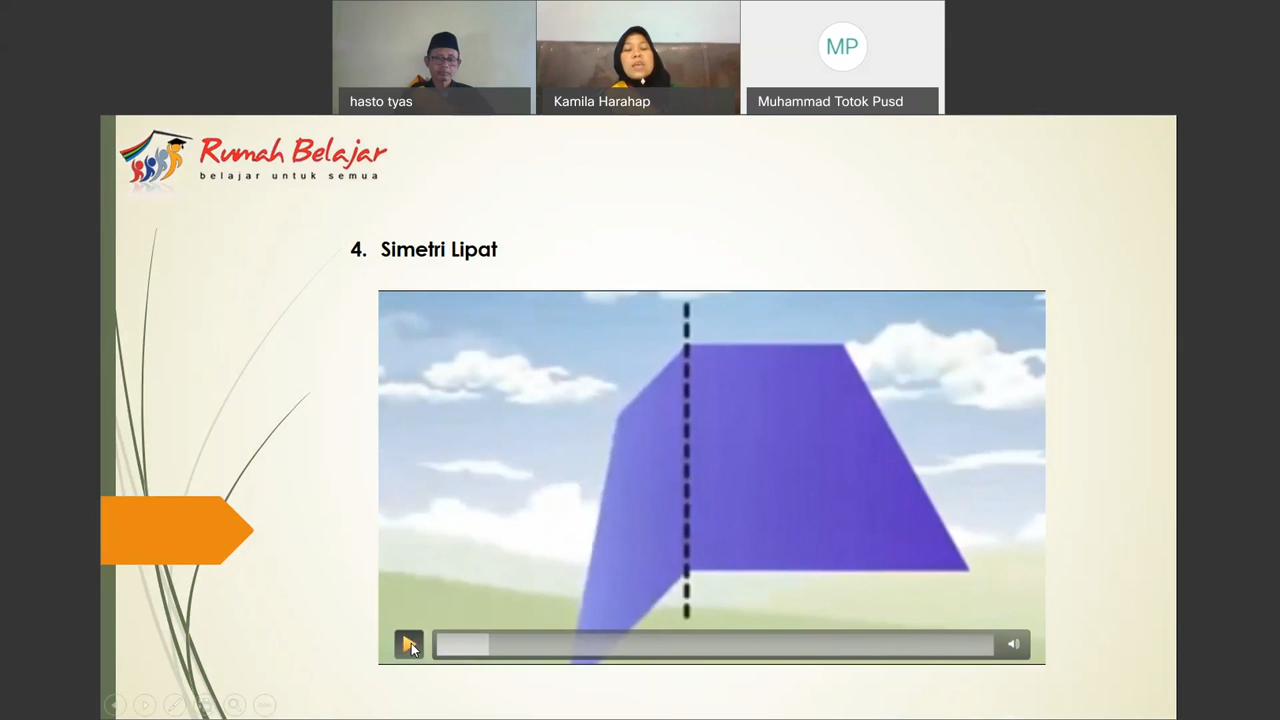 hasto tyas
Kamila Harahap
MP
Muhammad Totok Pusd
Rumah Belajar
belajar untuk semua
4. Simetri Lipat